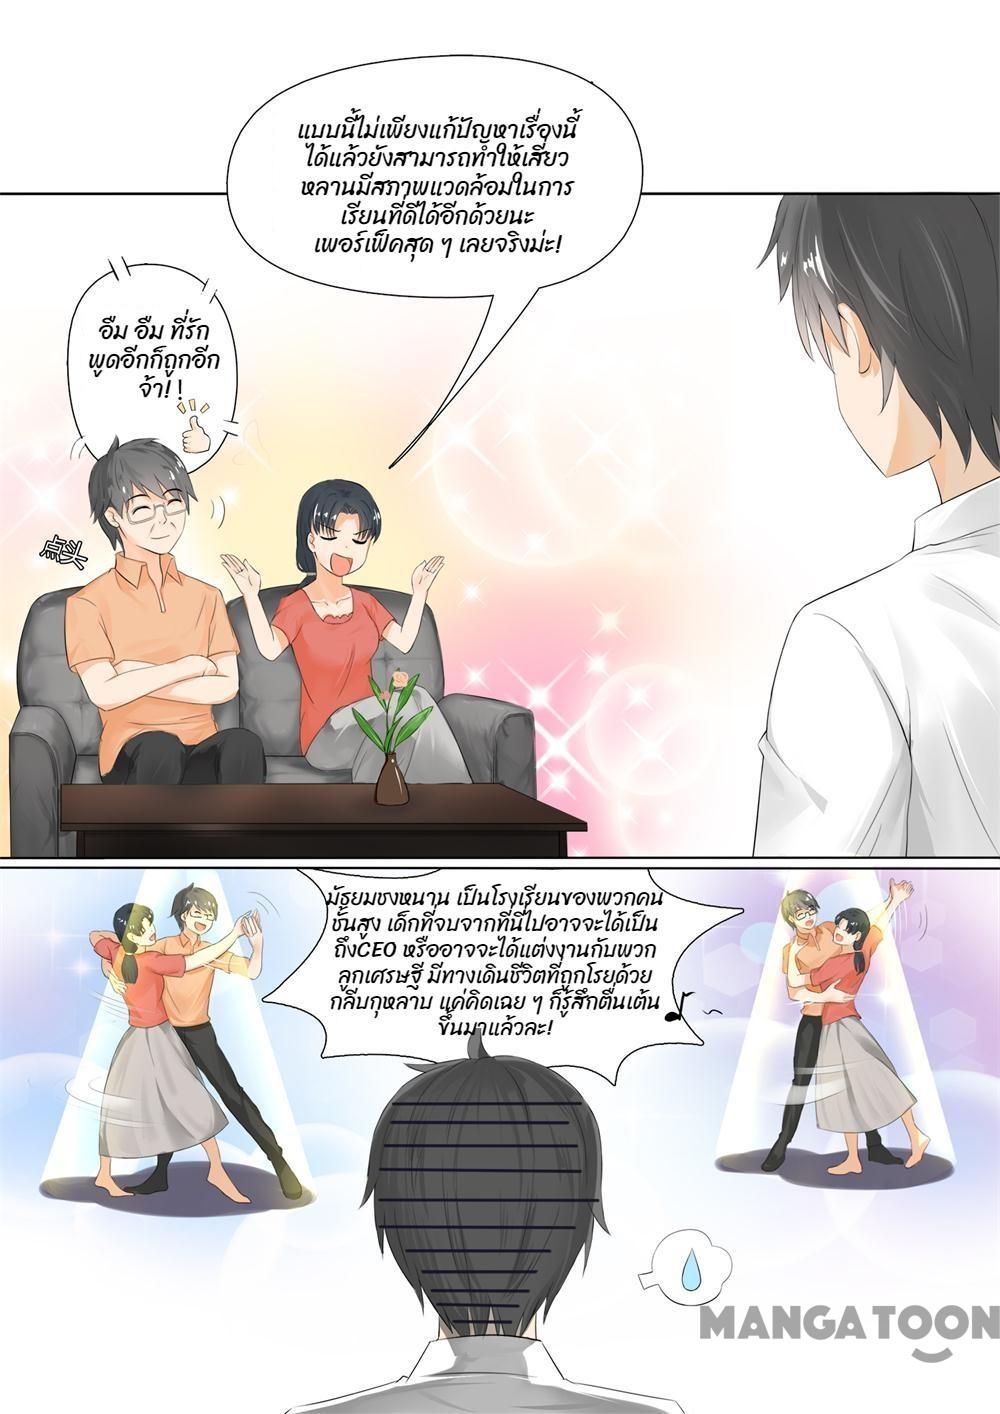 แบบนี้ไม่เพียงแก้ปัญหาเรื่องนี้
ได้แล้วยังสามารถทำให้เสี่ยว
หลานมีสภาพแวดล้อมในการ
เรียนที่ดีได้อีกด้วยนะ
เพอร์เฟ็คสุด ๆ เลยจริงม่ะ!
อืม อืม ที่รัก
พูดอีกก็ถูกอีก
จ้า! !
点头
มัธยมชงหนาน เป็นโรงเรียนของพวกคน
ชั้นสูง เด็กที่จบจากที่นี่ไปอาจจะได้เป็น
ถึงCEO หรืออาจจะได้แต่งงานกับพวก
ลูกเศรษฐี มีทางเดินชีวิตที่ถูกโรยด้วย
กลีบกุหลาบ แค่คิดเฉย ๆ ก็รู้สึกตื่นเต้น
ขึ้นมาแล้วละ!
MANGATOON